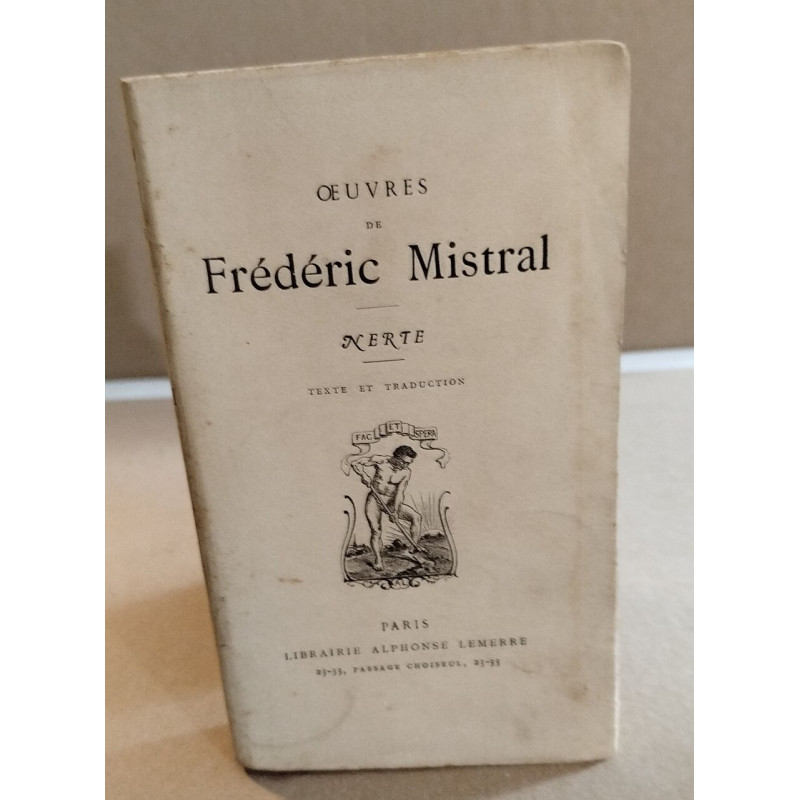 ŒUVRES
DE
Frédéric Mistral
NERTE
TEXTE ET TRADUCTION
FAC ET SPERA
AL
PARIS
LIBRAIRIE ALPHONSE LEMERRE
23-33, PASSAGE CHOISEUL, 23-33